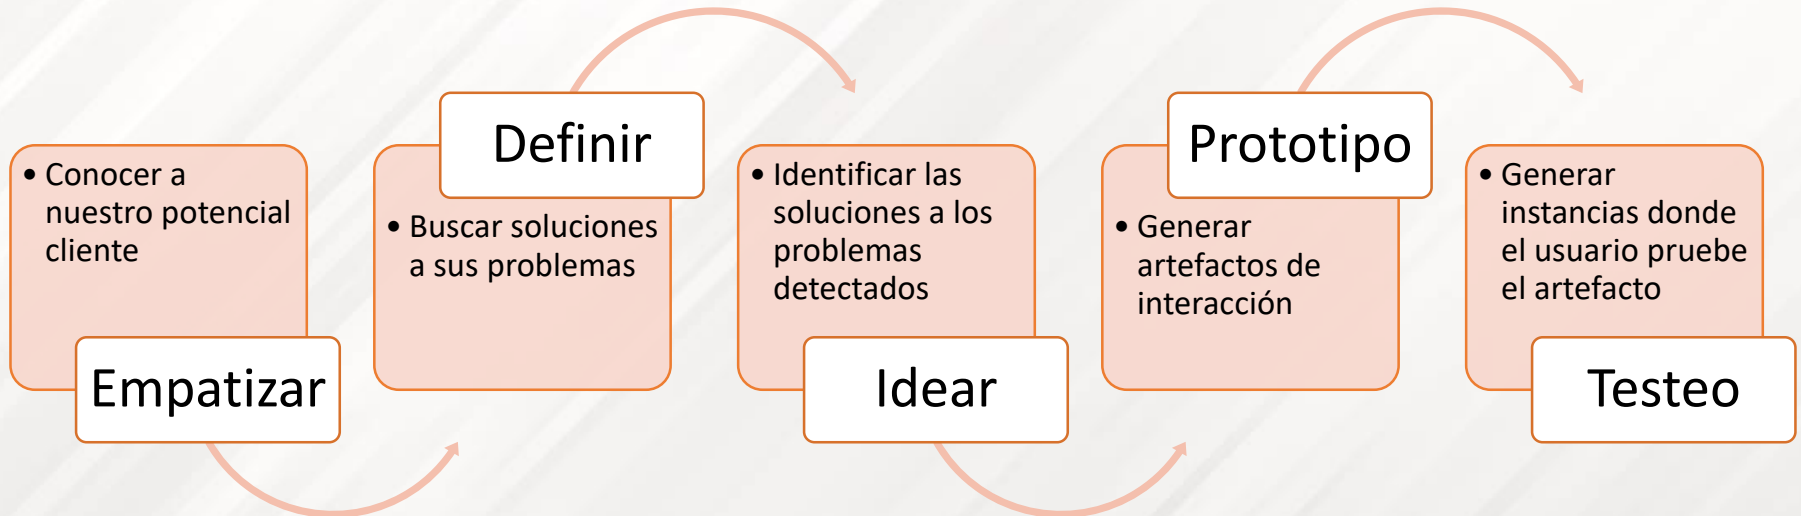 • Conocer a
nuestro potencial
cliente
Empatizar
Definir
• Buscar soluciones
a sus problemas
• Identificar las
soluciones a los
problemas
detectados
Idear
Prototipo
• Generar
artefactos de
interacción
• Generar
instancias donde
el usuario pruebe
el artefacto
Testeo